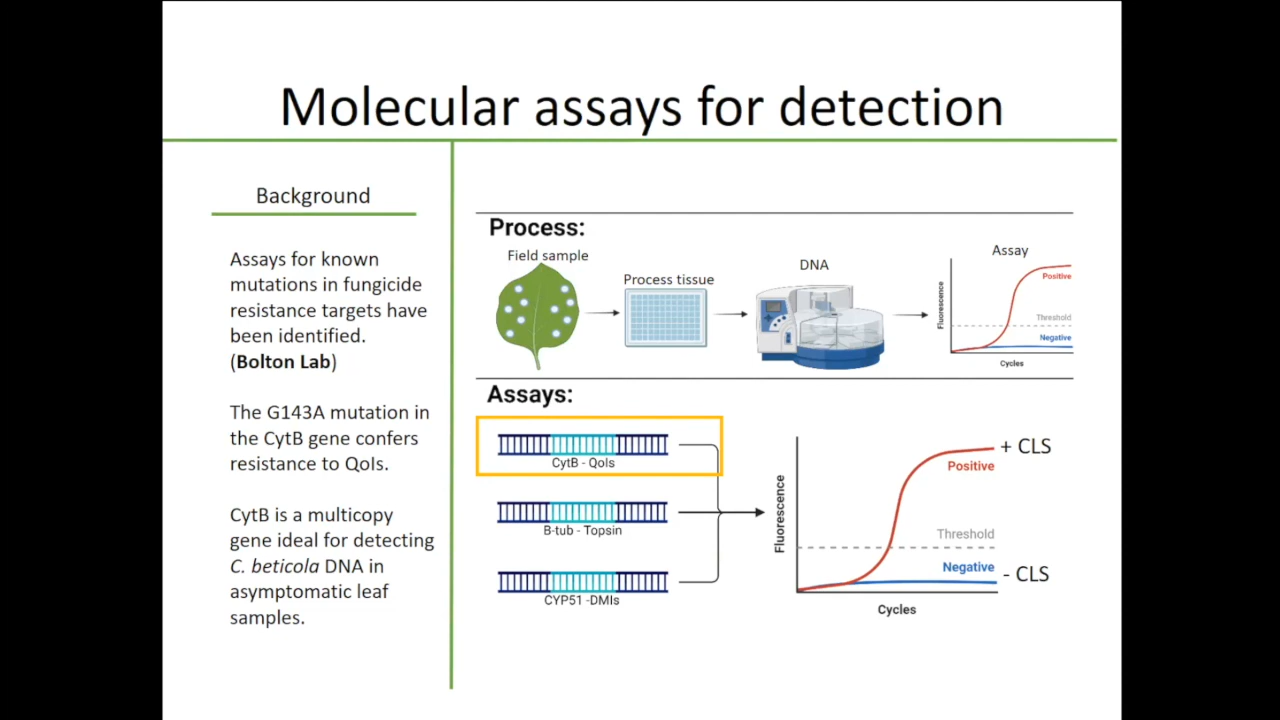 Molecular assays for detection
Background
Assays for known
mutations in fungicide
resistance targets have
been identified.
(Bolton Lab)
The G143A mutation in
the CytB gene confers
resistance to QoIs.
CytB is a multicopy
gene ideal for detecting
C. beticola DNA in
asymptomatic leaf
samples.
Process:
Field sample
Process tissue
DNA
Assay
Fluorescence
Positive
Threshold
Negative
Cycles
Assays:
CytB - QoIs
B-tub - Topsin
CYP51 -DMIs
Fluorescence
+ CLS
Positive
Threshold
Negative
- CLS
Cycles